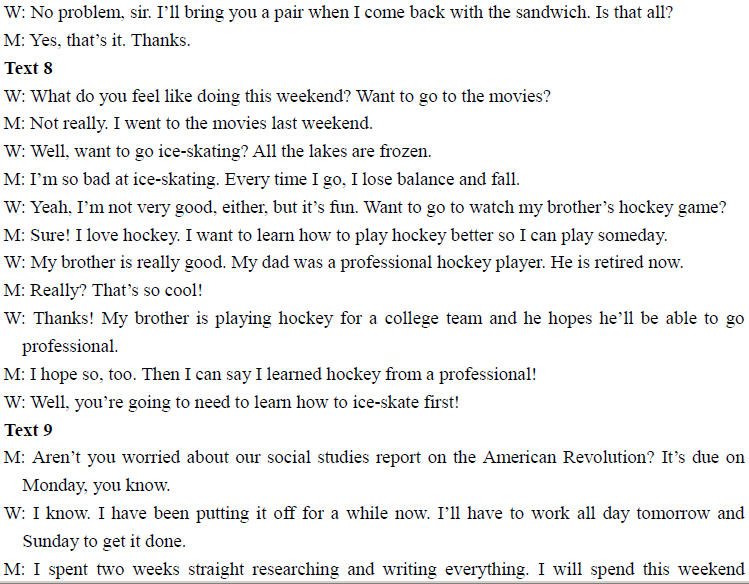 W: No problem, sir. I’ll bring you a pair when I come back with the sandwich. Is that all?
M: Yes, that’s it. Thanks.
Text 8
W: What do you feel like doing this weekend? Want to go to the movies?
M: Not really. I went to the movies last weekend.
W: Well, want to go ice-skating? All the lakes are frozen.
M: I’m so bad at ice-skating. Every time I go, I lose balance and fall.
W: Yeah, I’m not very good, either, but it’s fun. Want to go to watch my brother’s hockey game?
M: Sure! I love hockey. I want to learn how to play hockey better so I can play someday.
W: My brother is really good. My dad was a professional hockey player. He is retired now.
M: Really? That’s so cool!
W: Thanks! My brother is playing hockey for a college team and he hopes he’ll be able to go
professional.
M: I hope so, too. Then I can say I learned hockey from a professional!
W: Well, you’re going to need to learn how to ice-skate first!
Text 9
M: Aren’t you worried about our social studies report on the American Revolution? It’s due on
Monday, you know.
W: I know. I have been putting it off for a while now. I’ll have to work all day tomorrow and
Sunday to get it done.
M: I spent two weeks straight researching and writing everything. I will spend this weekend